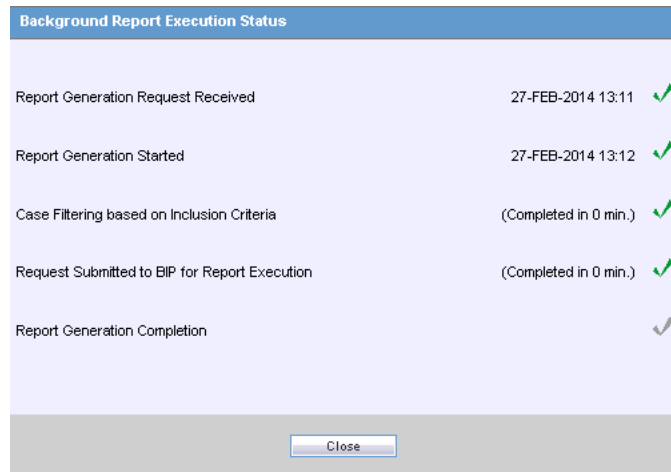 Background Report Execution Status
Report Generation Request Received 27-FEB-2014 13:11
Report Generation Started 27-FEB-2014 13:12
Case Filtering based on Inclusion Criteria (Completed in 0 min.)
Request Submitted to BIP for Report Execution (Completed in 0 min.)
Report Generation Completion
Close